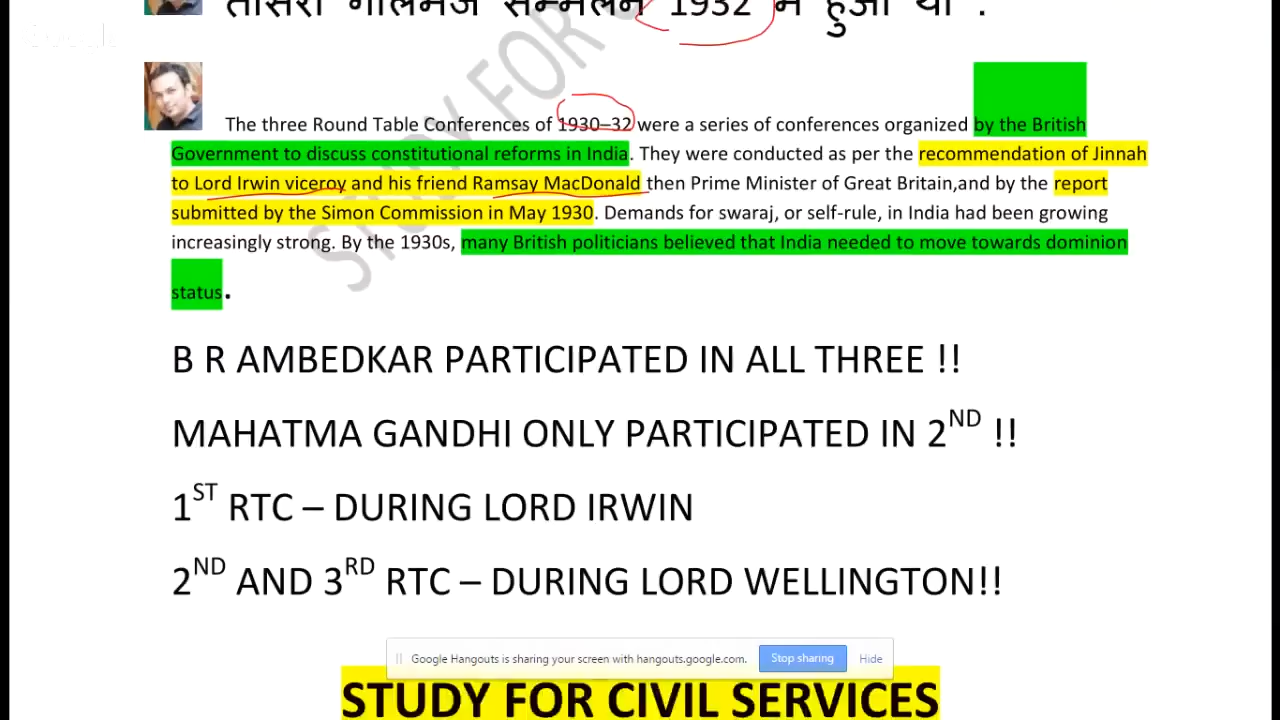 तीसरा गोलमेज सम्मेलन 1932 में हुआ था .
The three Round Table Conferences of 1930–32 were a series of conferences organized by the British
Government to discuss constitutional reforms in India. They were conducted as per the recommendation of Jinnah
to Lord Irwin viceroy and his friend Ramsay MacDonald then Prime Minister of Great Britain,and by the report
submitted by the Simon Commission in May 1930. Demands for swaraj, or self-rule, in India had been growing
increasingly strong. By the 1930s, many British politicians believed that India needed to move towards dominion
status.
B R AMBEDKAR PARTICIPATED IN ALL THREE !!
MAHATMA GANDHI ONLY PARTICIPATED IN 2ND !!
1ST RTC – DURING LORD IRWIN
2ND AND 3RD RTC – DURING LORD WELLINGTON!!
Google Hangouts is sharing your screen with hangouts.google.com. Stop sharing Hide
STUDY FOR CIVIL SERVICES
STUDY FOR
Google